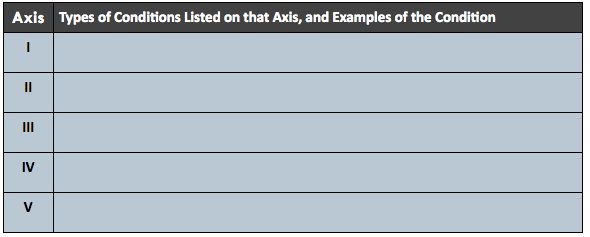 Axis Types of Conditions Listed on that Axis, and Examples of the Condition
I
II
III
IV
V